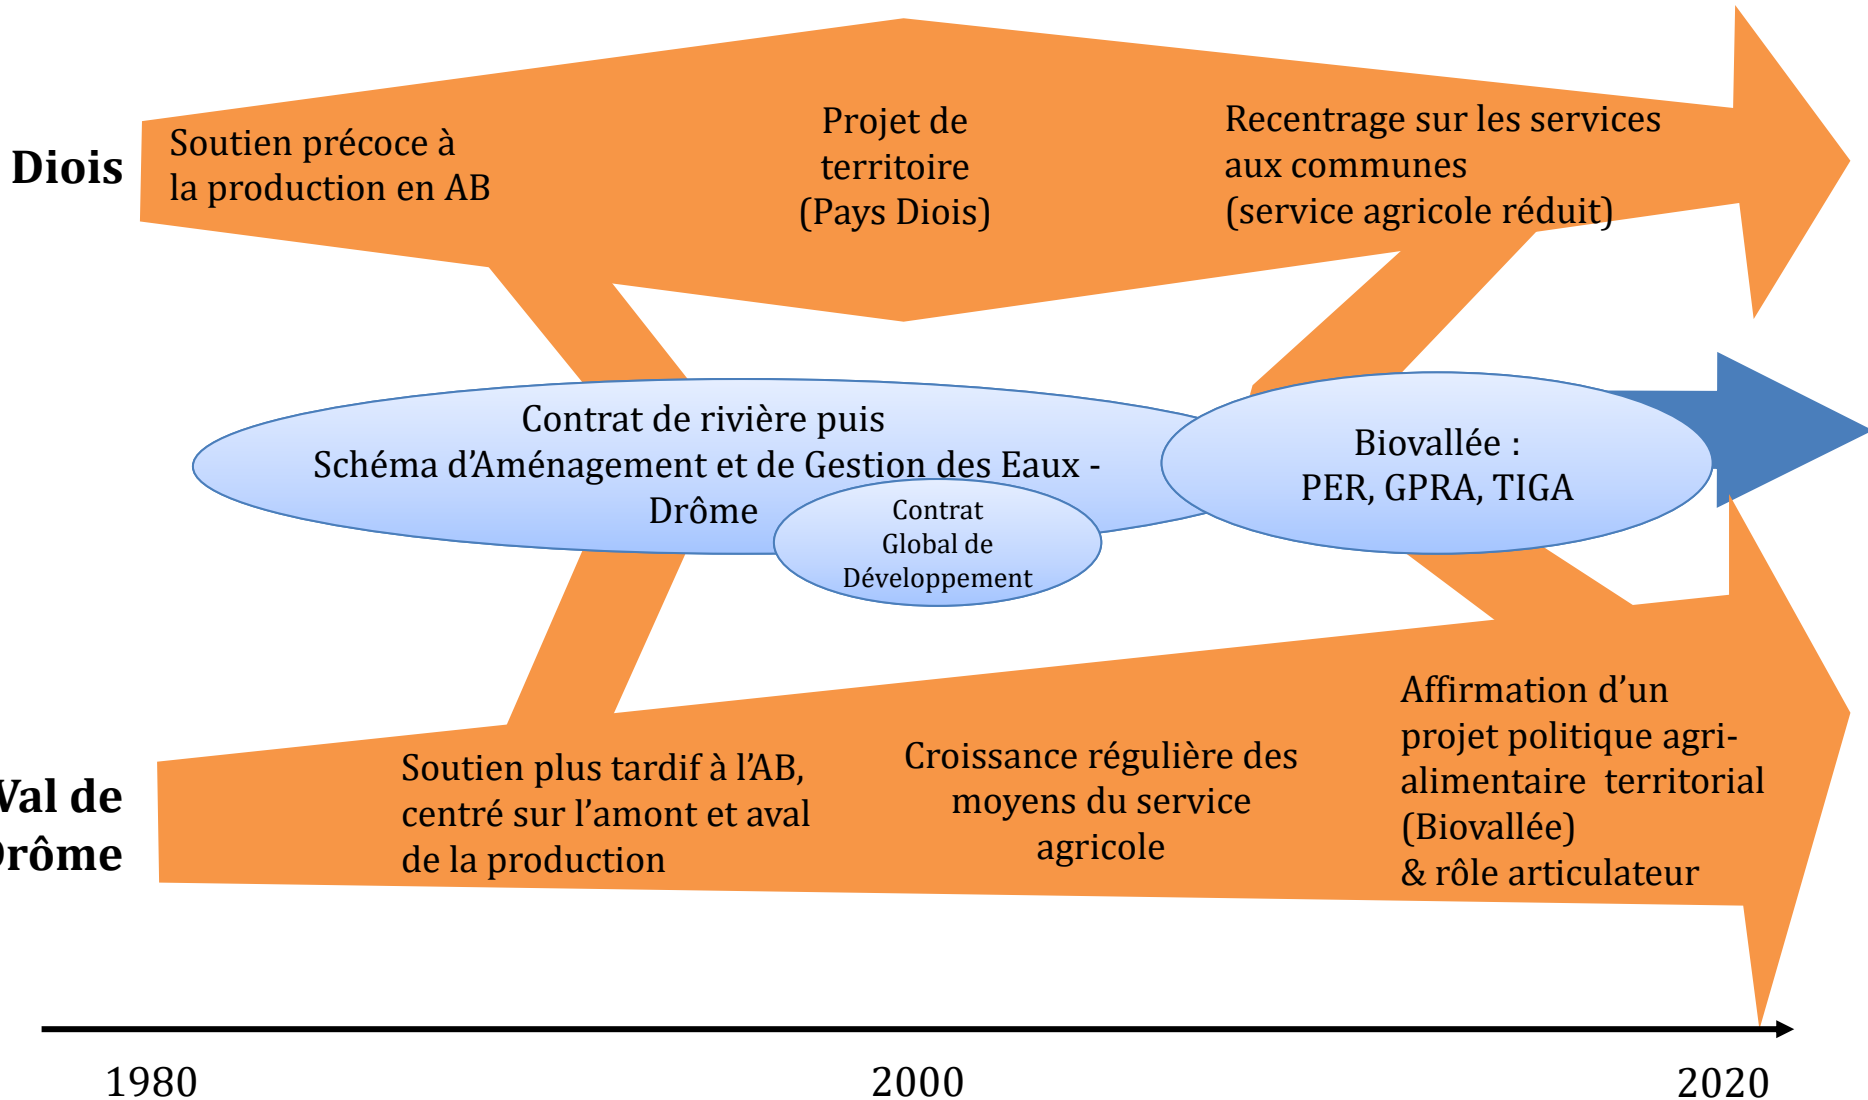 Diois
Soutien précoce à
la production en AB
Projet de
territoire
(Pays Diois)
Recentrage sur les services
aux communes
(service agricole réduit)
Contrat de rivière puis
Schéma d’Aménagement et de Gestion des Eaux -
Drôme
Contrat
Global de
Développement
Biovallée :
PER, GPRA, TIGA
Val de
Drôme
Soutien plus tardif à l’AB,
centré sur l’amont et aval
de la production
Croissance régulière des
moyens du service
agricole
Affirmation d’un
projet politique agri-
alimentaire territorial
(Biovallée)
& rôle articulateur
1980
2000
2020